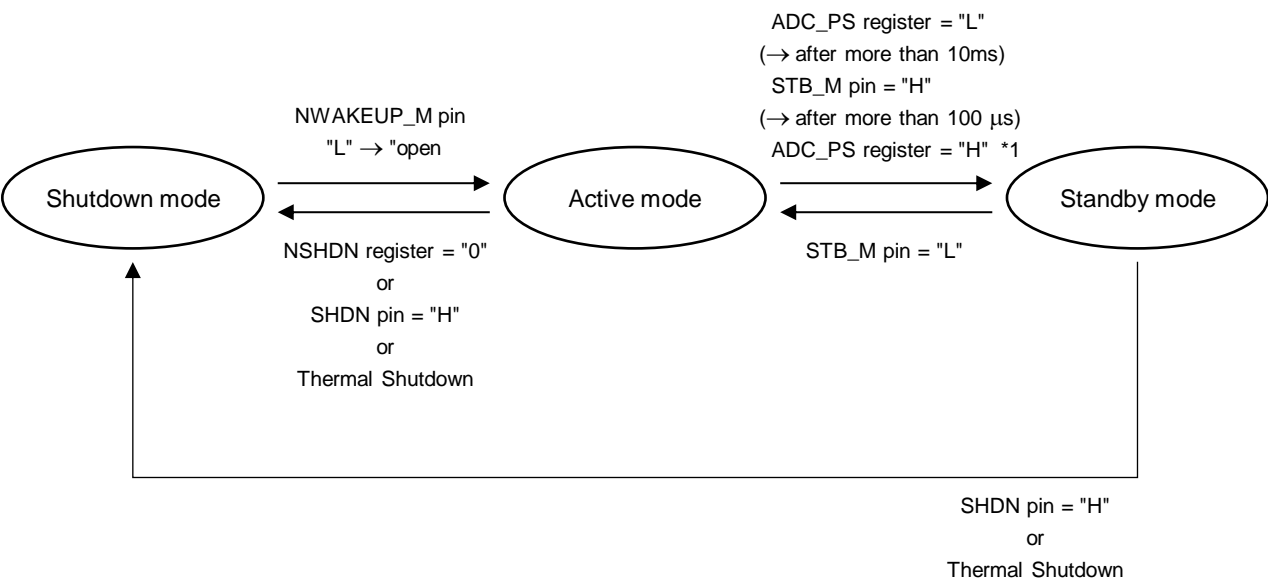 ADC_PS register = "L"
(→ after more than 10ms)
STB_M pin = "H"
(→ after more than 100 μs)
ADC_PS register = "H" *1
NWAKEUP_M pin
"L" → "open
Shutdown mode
Active mode
Standby mode
NSHDN register = "0"
or
SHDN pin = "H"
or
Thermal Shutdown
STB_M pin = "L"
SHDN pin = "H"
or
Thermal Shutdown